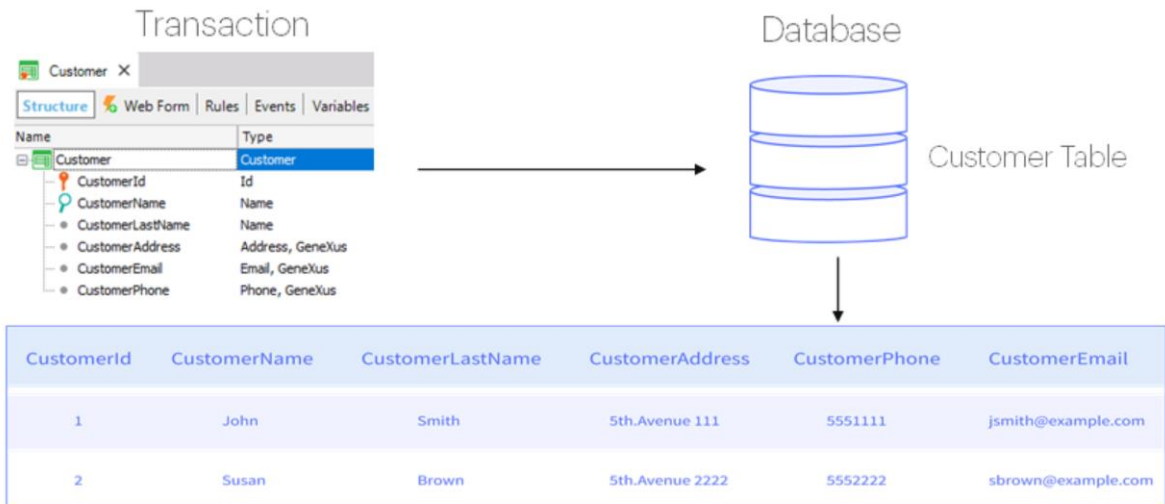 Transaction
Database
Customer X
Structure Web Form Rules Events Variables
Name Type
Customer Customer
CustomerId Id
CustomerName Name
CustomerLastName Name
CustomerAddress Address, GeneXus
CustomerEmail Email, GeneXus
CustomerPhone Phone, GeneXus
Customer Table
CustomerId CustomerName CustomerLastName CustomerAddress CustomerPhone CustomerEmail
1 John Smith 5th.Avenue 111 5551111 jsmith@example.com
2 Susan Brown 5th.Avenue 2222 5552222 sbrown@example.com